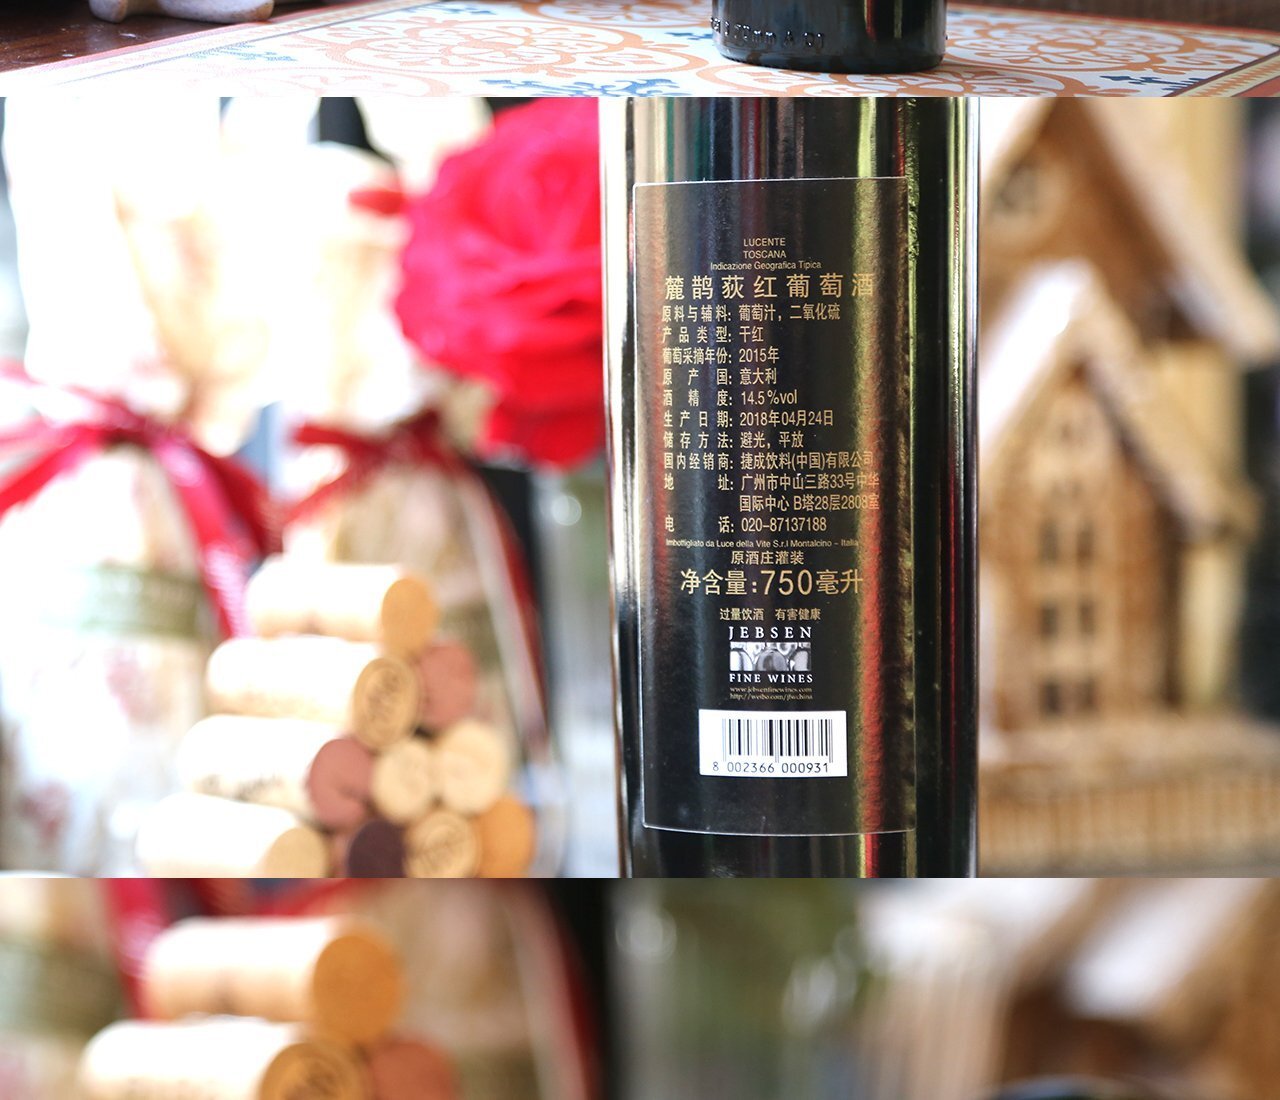 LUCENTE
TOSCANA
Indicazione Geografica Tipica
麓鹊荻红葡萄酒
原料与辅料：葡萄汁，二氧化硫
产品类型：干红
葡萄采摘年份：2015年
原产国：意大利
酒精度：14.5%vol
生产日期：2018年04月24日
储存方法：避光，平放
国内经销商：捷成饮料(中国)有限公司
地址：广州市中山三路33号中华
国际中心 B塔28层2808室
电话：020-87137188
Imbottigliato da Luce della Vite S.r.l Montalcino - Italia
原酒庄灌装
净含量：750毫升
过量饮酒 有害健康
JEBSEN
FINE WINES
www.jebsenfinewines.com
http://weibo.com/jfwchina
8 002366 000931